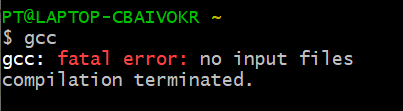 PT@LAPTOP-CBAIVOKR ~
$ gcc
gcc: fatal error: no input files
compilation terminated.